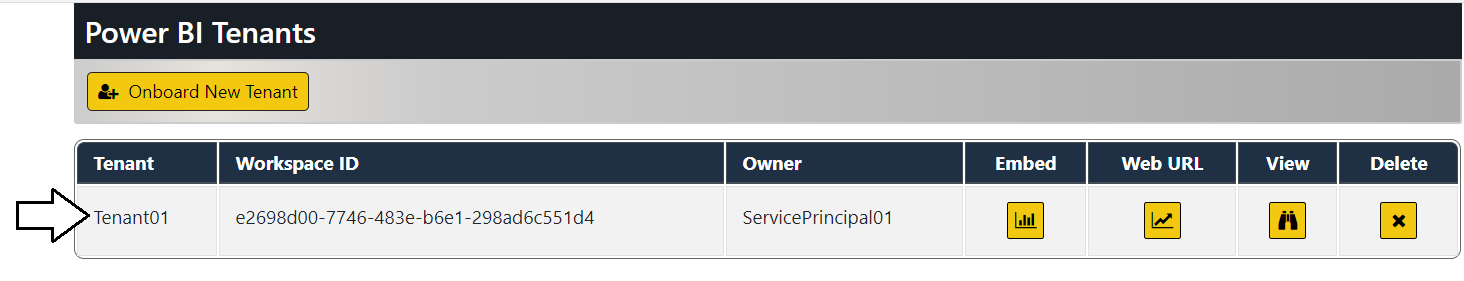 Power BI Tenants
Onboard New Tenant
Tenant Workspace ID Owner Embed Web URL View Delete
Tenant01 e2698d00-7746-483e-b6e1-298ad6c551d4 ServicePrincipal01